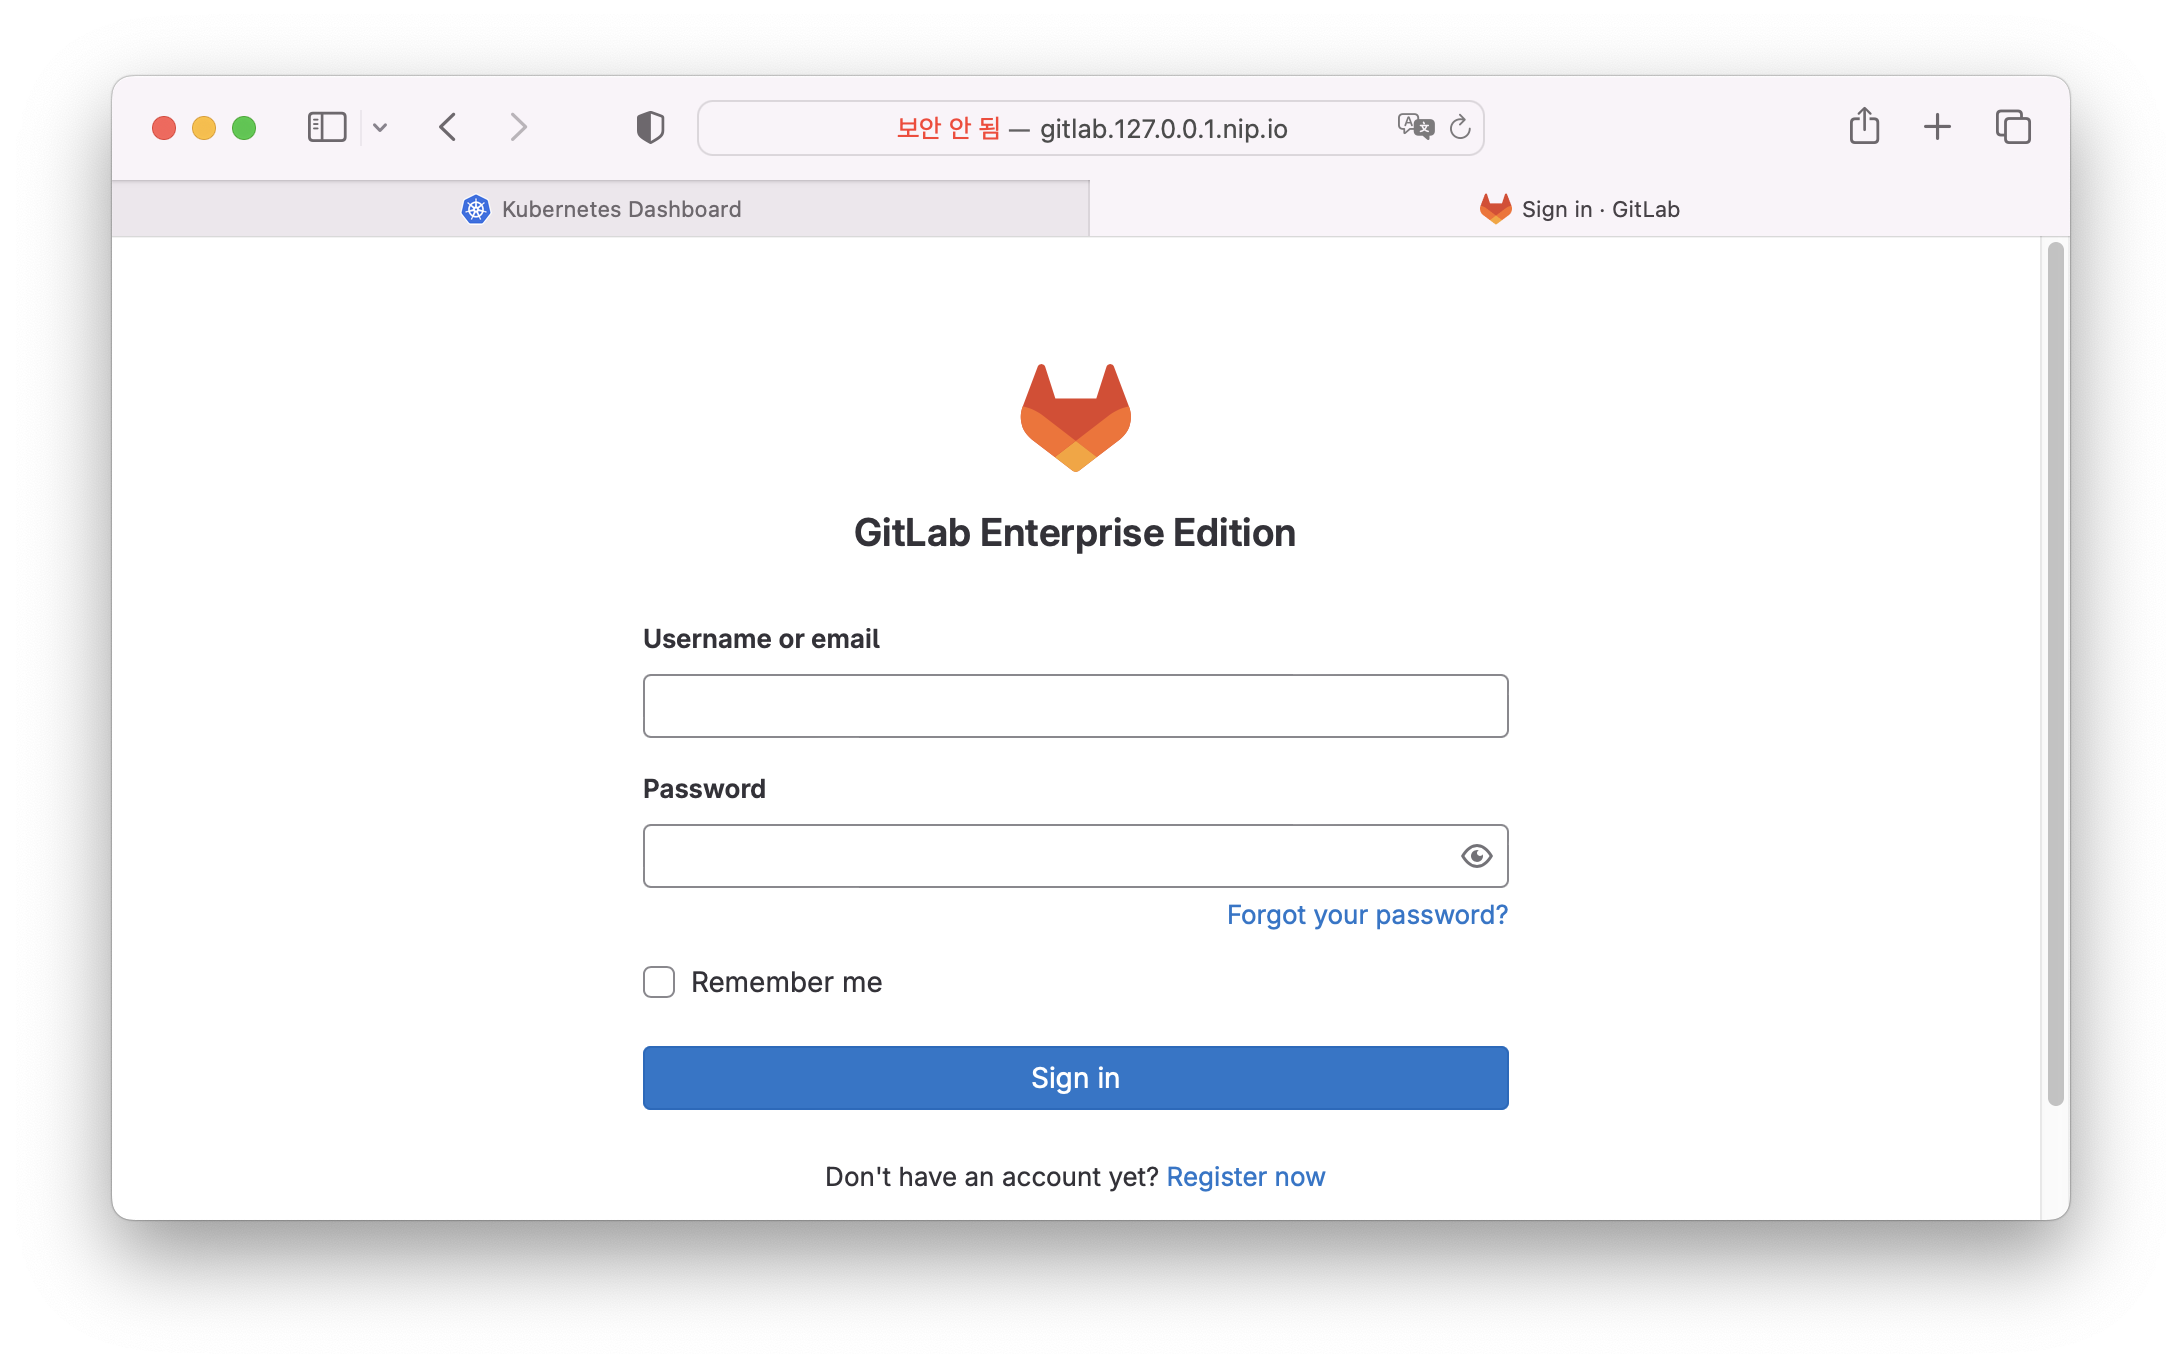 보안 안 됨 — gitlab.127.0.0.1.nip.io
Kubernetes Dashboard
Sign in · GitLab
GitLab Enterprise Edition
Username or email
Password
Forgot your password?
Remember me
Sign in
Don't have an account yet? Register now